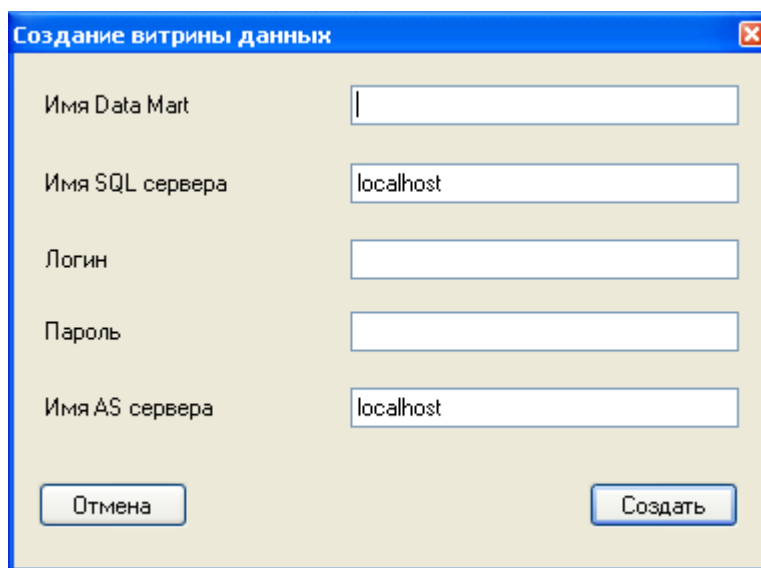 Создание витрины данных
Имя Data Mart
Имя SQL сервера localhost
Логин
Пароль
Имя AS сервера localhost
Отмена Создать